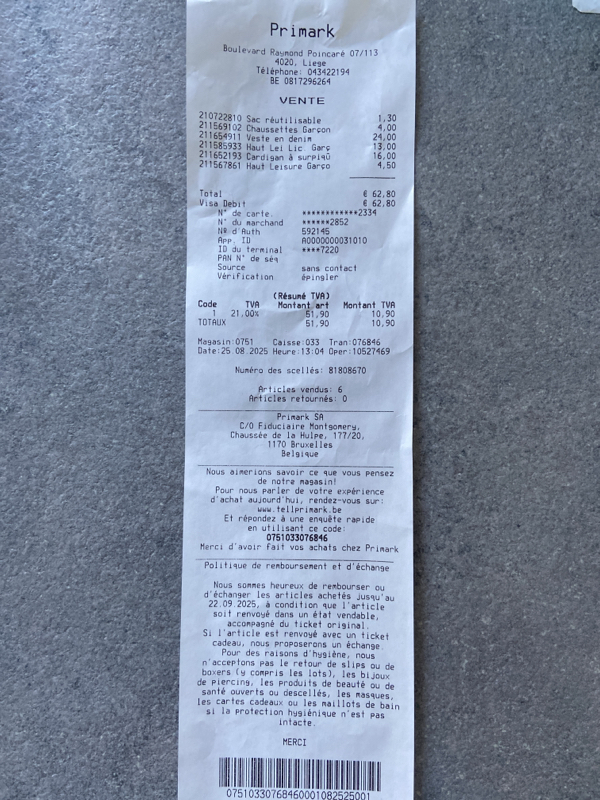 Primark
Boulevard Raymond Poincaré 07/113
4020, Liege
Téléphone: 043422194
BE 0817296264
VENTE
210722810 Sac réutilisable 1,30
211569102 Chaussettes Garçon 4,00
211654911 Veste en denim 24,00
211585933 Haut Lei Lic. Garç 13,00
211652193 Cardigan à surpiqû 16,00
211567861 Haut Leisure Garço 4,50
Total € 62,80
Visa Debit € 62,80
N° de carte ************2334
N° du marchand ******2852
Nº d'Auth 592145
App. ID A0000000031010
ID du terminal ****7220
PAN N° de séq
Source sans contact
Vérification épingler
(Résumé TVA)
Code TVA Montant art Montant TVA
1 21,00% 51,90 10,90
TOTAUX 51,90 10,90
Magasin:0751 Caisse:033 Tran:076846
Date:25 08.2025 Heure:13:04 Oper:10527469
Numéro des scellés: 81808670
Articles vendus: 6
Articles retournés: 0
Primark SA
C/O Fiduciaire Montgomery,
Chaussée de la Hulpe, 177/20,
1170 Bruxelles
Belgique
Nous aimerions savoir ce que vous pensez
de notre magasin!
Pour nous parler de votre expérience
d'achat aujourd'hui, rendez-vous sur:
www.tellprimark.be
Et répondez à une enquête rapide
en utilisant ce code:
0751033076846
Merci d'avoir fait vos achats chez Primark
Politique de remboursement et d'échange
Nous sommes heureux de rembourser ou
d'échanger les articles achetés jusqu'au
22.09.2025, à condition que l'article
soit renvoyé dans un état vendable,
accompagné du ticket original.
Si l'article est renvoyé avec un ticket
cadeau, nous proposerons un échange.
Pour des raisons d'hygiène, nous
n'acceptons pas le retour de slips ou de
boxers (y compris les lots), les bijoux
de piercing, les produits de beauté ou de
santé ouverts ou descellés, les masques,
les cartes cadeaux ou les maillots de bain
si la protection hygiénique n'est pas
intacte.
MERCI
07510330768460001082525001